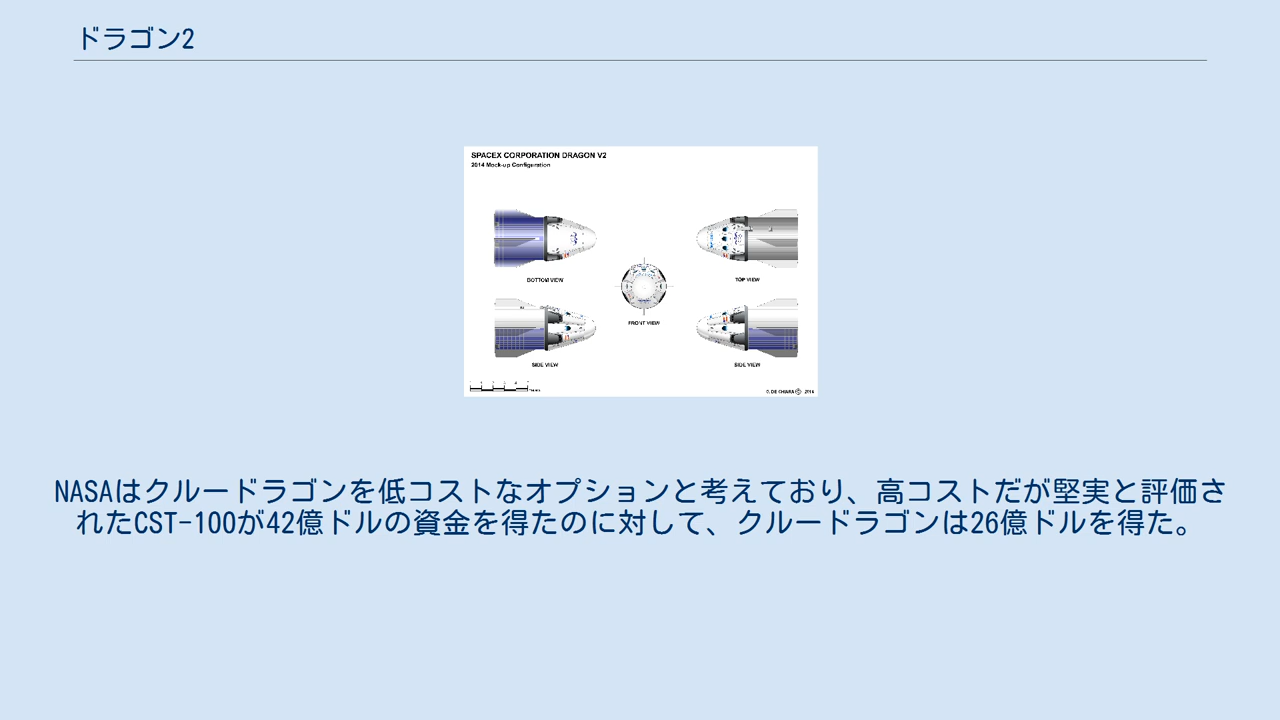 ドラゴン2
SPACEX CORPORATION DRAGON V2
2014 Mock-up Configuration
BOTTOM VIEW
TOP VIEW
FRONT VIEW
SIDE VIEW
SIDE VIEW
NASAはクルードラゴンを低コストなオプションと考えており、高コストだが堅実と評価さ
れたCST-100が42億ドルの資金を得たのに対して、クルードラゴンは26億ドルを得た。